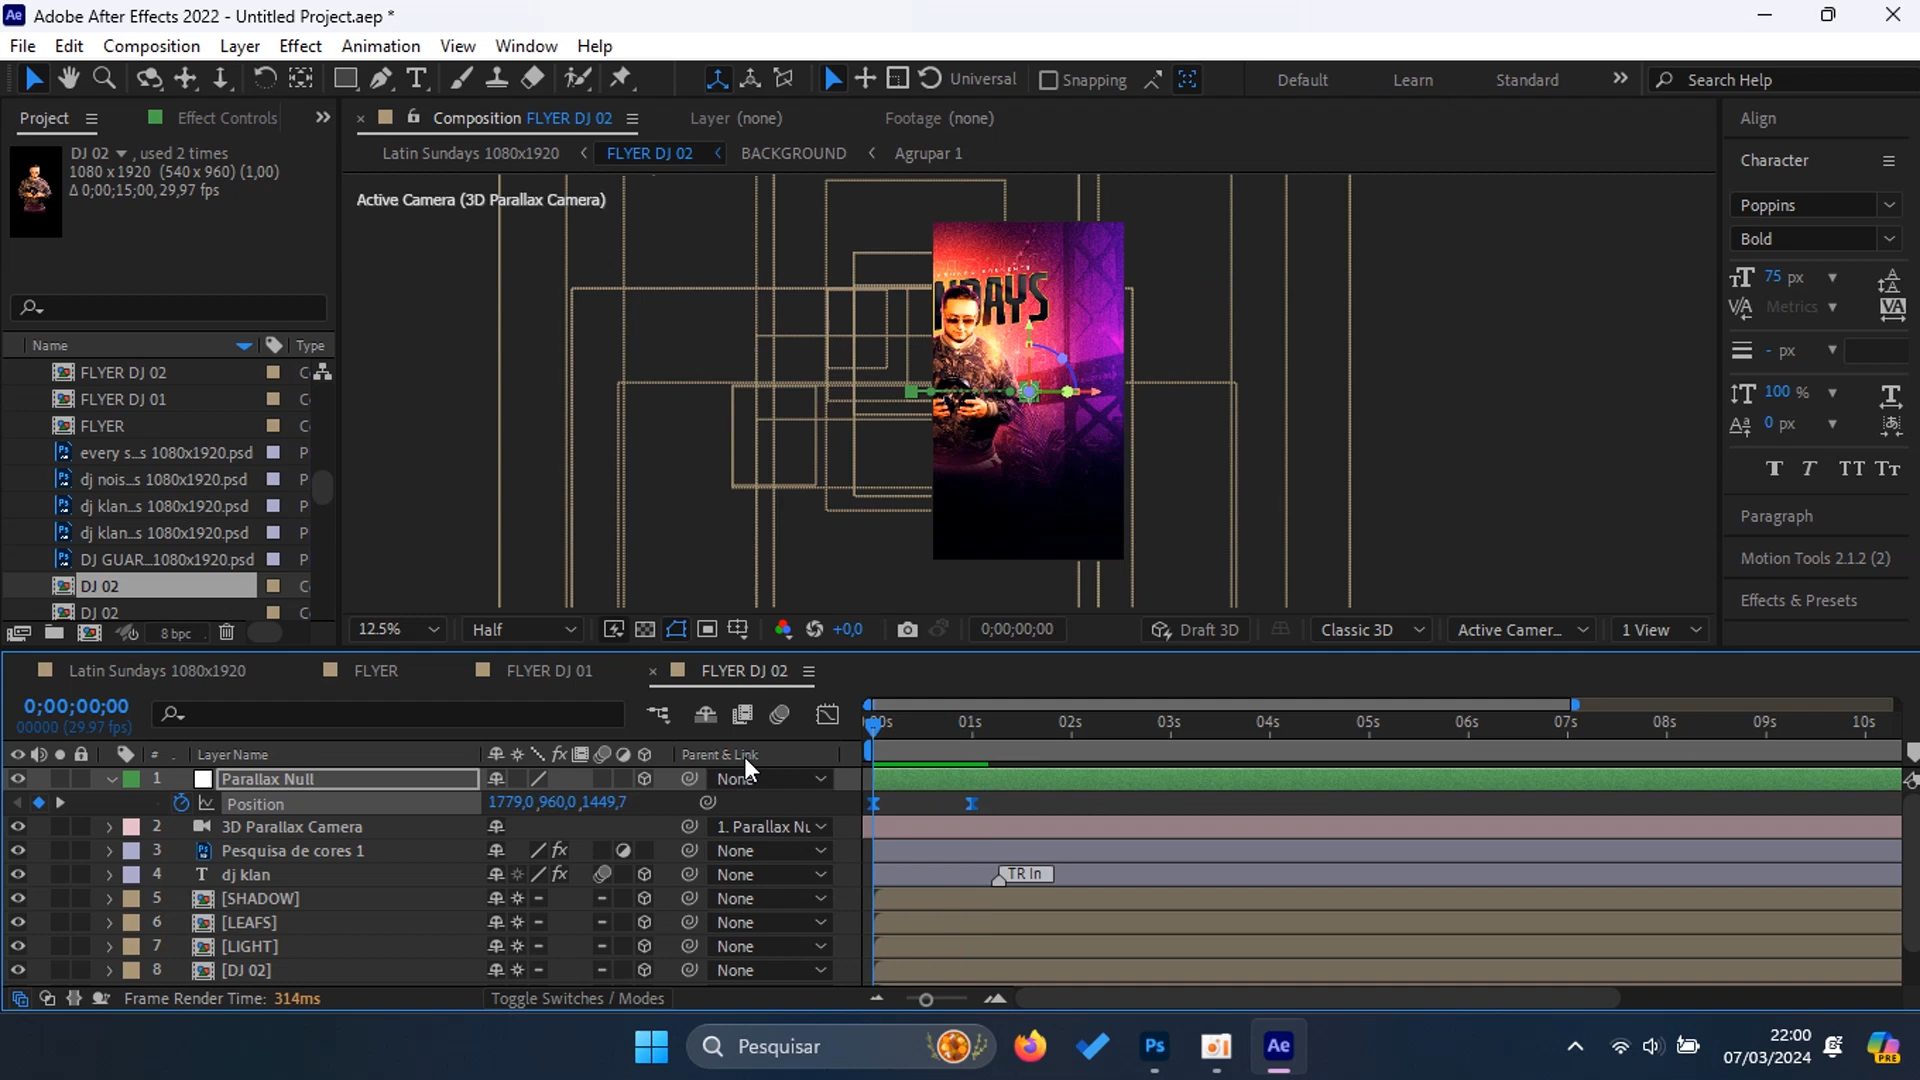 Adobe After Effects 2022 - Untitled Project.aep *
File Edit Composition Layer Effect Animation View Window Help
Universal Snapping Default Learn Standard Search Help
Project Effect Controls
DJ 02 , used 2 times
1080 x 1920 (540 x 960) (1,00)
Δ 0;00;15;00, 29,97 fps
Name Type
FLYER DJ 02
FLYER DJ 01
FLYER
every s...s 1080x1920.psd
dj nois...s 1080x1920.psd
dj klan...s 1080x1920.psd
dj klan...s 1080x1920.psd
DJ GUAR...1080x1920.psd
DJ 02
DJ 02
8 bpc
Composition FLYER DJ 02 Layer (none) Footage (none)
Latin Sundays 1080x1920 FLYER DJ 02 BACKGROUND Agrupar 1
Active Camera (3D Parallax Camera)
NDAYS
12.5% Half +0,0 0;00;00;00 Draft 3D Classic 3D Active Camer... 1 View
Align
Character
Poppins
Bold
75 px
Metrics
- px
100 %
0 px
Paragraph
Motion Tools 2.1.2 (2)
Effects & Presets
Latin Sundays 1080x1920 FLYER FLYER DJ 01 FLYER DJ 02
0;00;00;00
00000 (29.97 fps)
01s 02s 03s 04s 05s 06s 07s 08s 09s 10s
# Layer Name Parent & Link
1 Parallax Null None
Position 1779,0,960,0,1449,7
2 3D Parallax Camera 1. Parallax Nu
3 Pesquisa de cores 1 None
4 dj klan None TR In
5 [SHADOW] None
6 [LEAFS] None
7 [LIGHT] None
8 [DJ 02] None
Frame Render Time: 314ms Toggle Switches / Modes
Pesquisar
22:00
07/03/2024